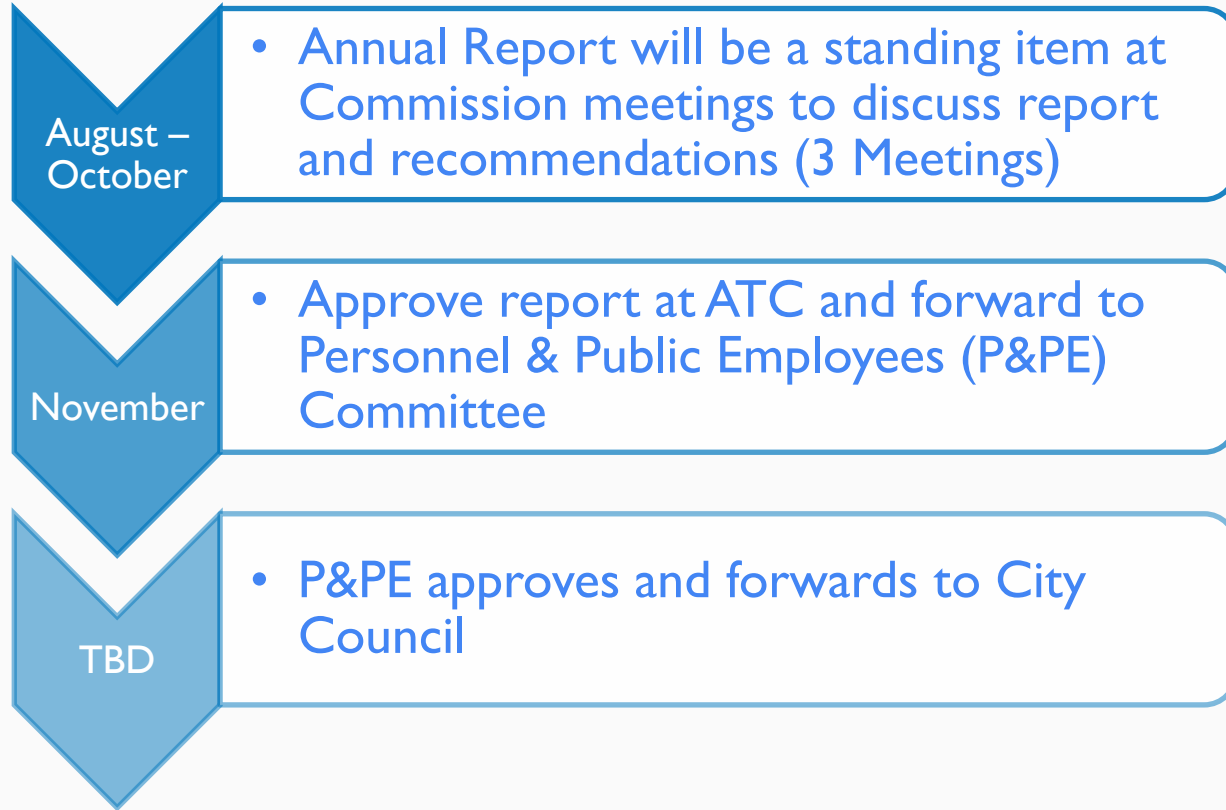 August –
October
• Annual Report will be a standing item at
Commission meetings to discuss report
and recommendations (3 Meetings)
November
• Approve report at ATC and forward to
Personnel & Public Employees (P&PE)
Committee
TBD
• P&PE approves and forwards to City
Council